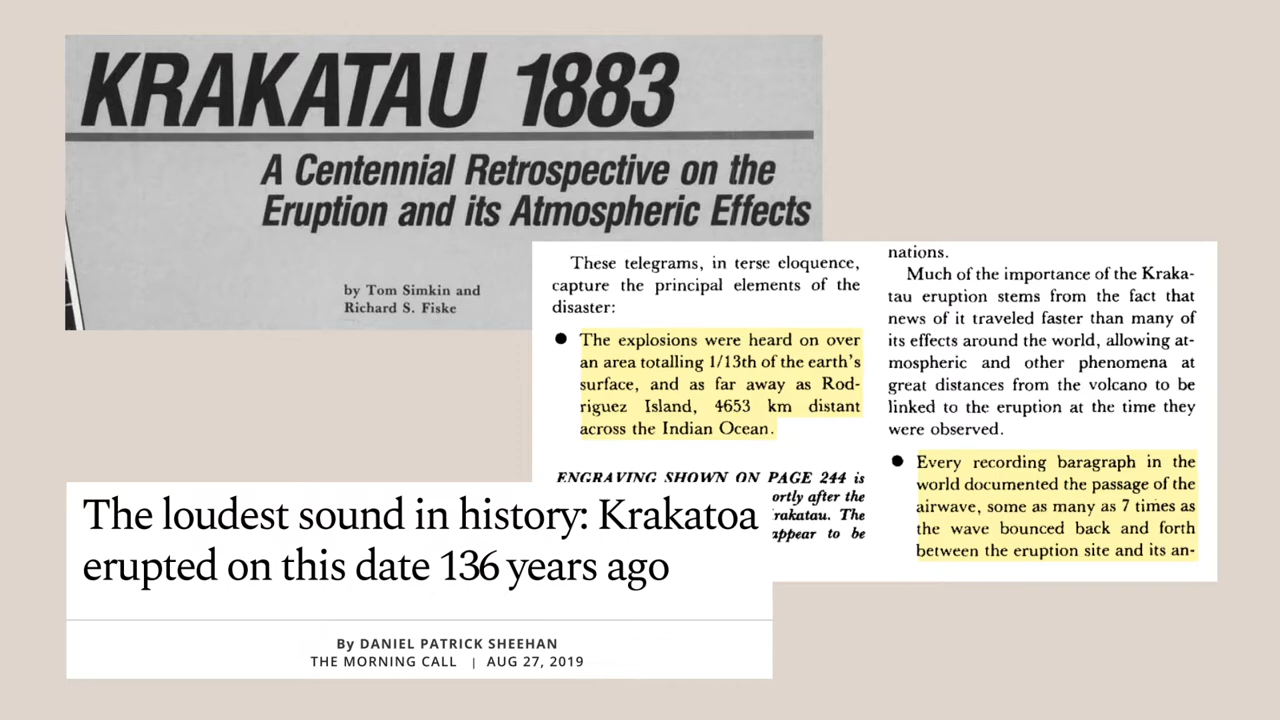 KRAKATAU 1883
A Centennial Retrospective on the
Eruption and its Atmospheric Effects
by Tom Simkin and
Richard S. Fiske
These telegrams, in terse eloquence,
capture the principal elements of the
disaster:
● The explosions were heard on over
an area totalling 1/13th of the earth's
surface, and as far away as Rod-
riguez Island, 4653 km distant
across the Indian Ocean.
ENGRAVING SHOWN ON PAGE 244 is
ortly after the
rakatau. The
appear to be
nations.
Much of the importance of the Kraka-
tau eruption stems from the fact that
news of it traveled faster than many of
its effects around the world, allowing at-
mospheric and other phenomena at
great distances from the volcano to be
linked to the eruption at the time they
were observed.
● Every recording baragraph in the
world documented the passage of the
airwave, some as many as 7 times as
the wave bounced back and forth
between the eruption site and its an-
The loudest sound in history: Krakatoa
erupted on this date 136 years ago
By DANIEL PATRICK SHEEHAN
THE MORNING CALL | AUG 27, 2019